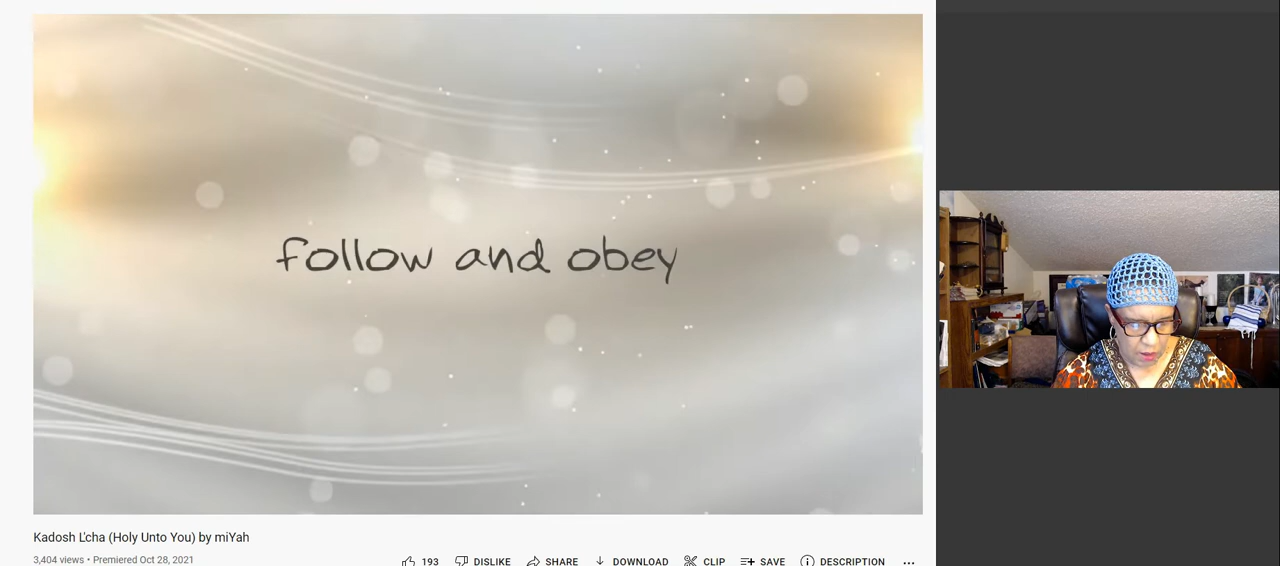 follow and obey
Kadosh L'cha (Holy Unto You) by miYah
3,404 views • Premiered Oct 28, 2021
193 DISLIKE SHARE DOWNLOAD CLIP SAVE DESCRIPTION